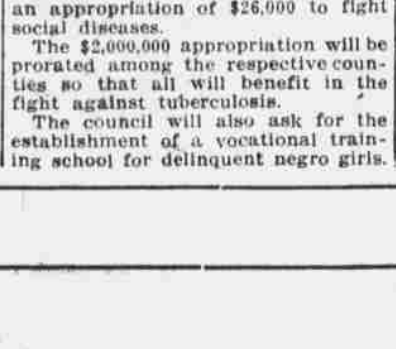 an appropriation of $26,000 to fight
social diseases.
The $2,000,000 appropriation will be
prorated among the respective coun-
ties so that all will benefit in the
fight against tuberculosis.
The council will also ask for the
establishment of a vocational train-
ing school for delinquent negro girls.